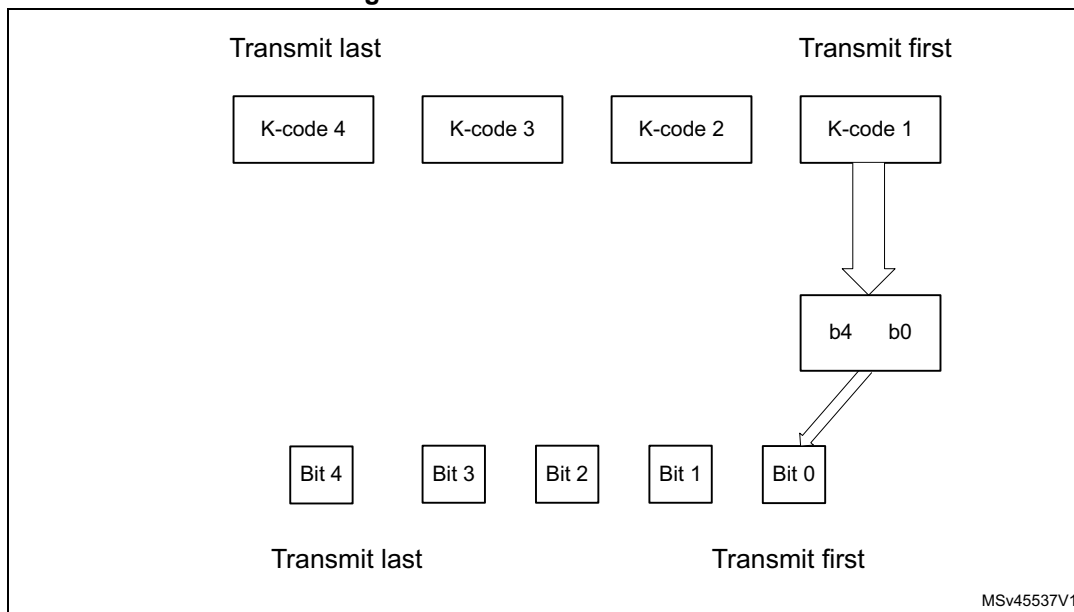 Transmit last Transmit first
K-code 4 K-code 3 K-code 2 K-code 1
b4 b0
Bit 4 Bit 3 Bit 2 Bit 1 Bit 0
Transmit last Transmit first
MSv45537V1